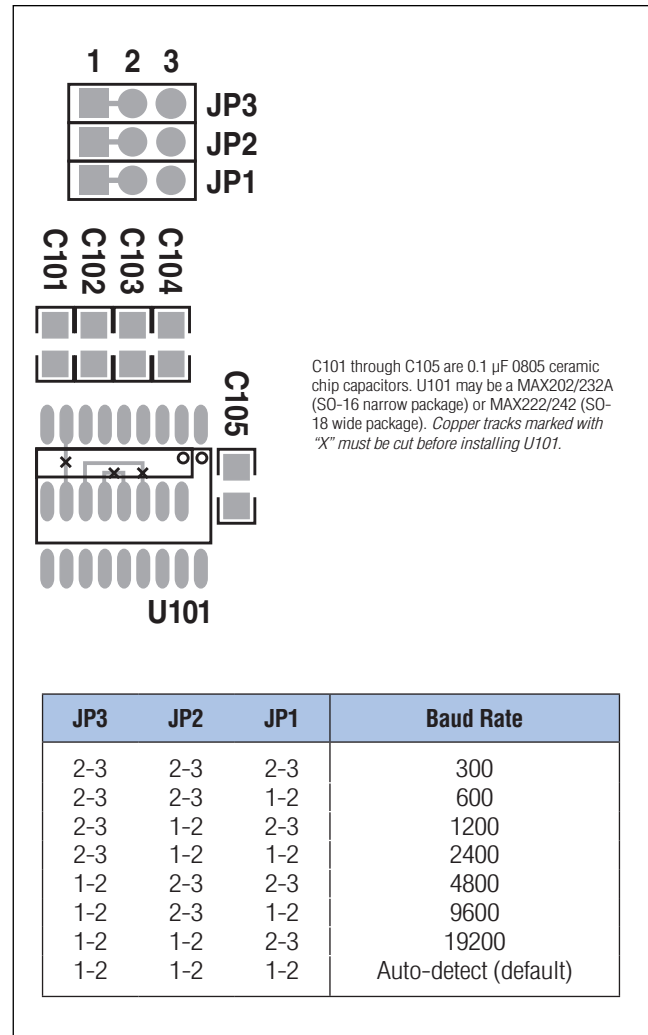 1 2 3
JP3
JP2
JP1
C101 C102 C103 C104
C105
C101 through C105 are 0.1 µF 0805 ceramic
chip capacitors. U101 may be a MAX202/232A
(SO-16 narrow package) or MAX222/242 (SO-
18 wide package). Copper tracks marked with
“X” must be cut before installing U101.
U101
JP3 JP2 JP1 Baud Rate
2-3 2-3 2-3 300
2-3 2-3 1-2 600
2-3 1-2 2-3 1200
2-3 1-2 1-2 2400
1-2 2-3 2-3 4800
1-2 2-3 1-2 9600
1-2 1-2 2-3 19200
1-2 1-2 1-2 Auto-detect (default)